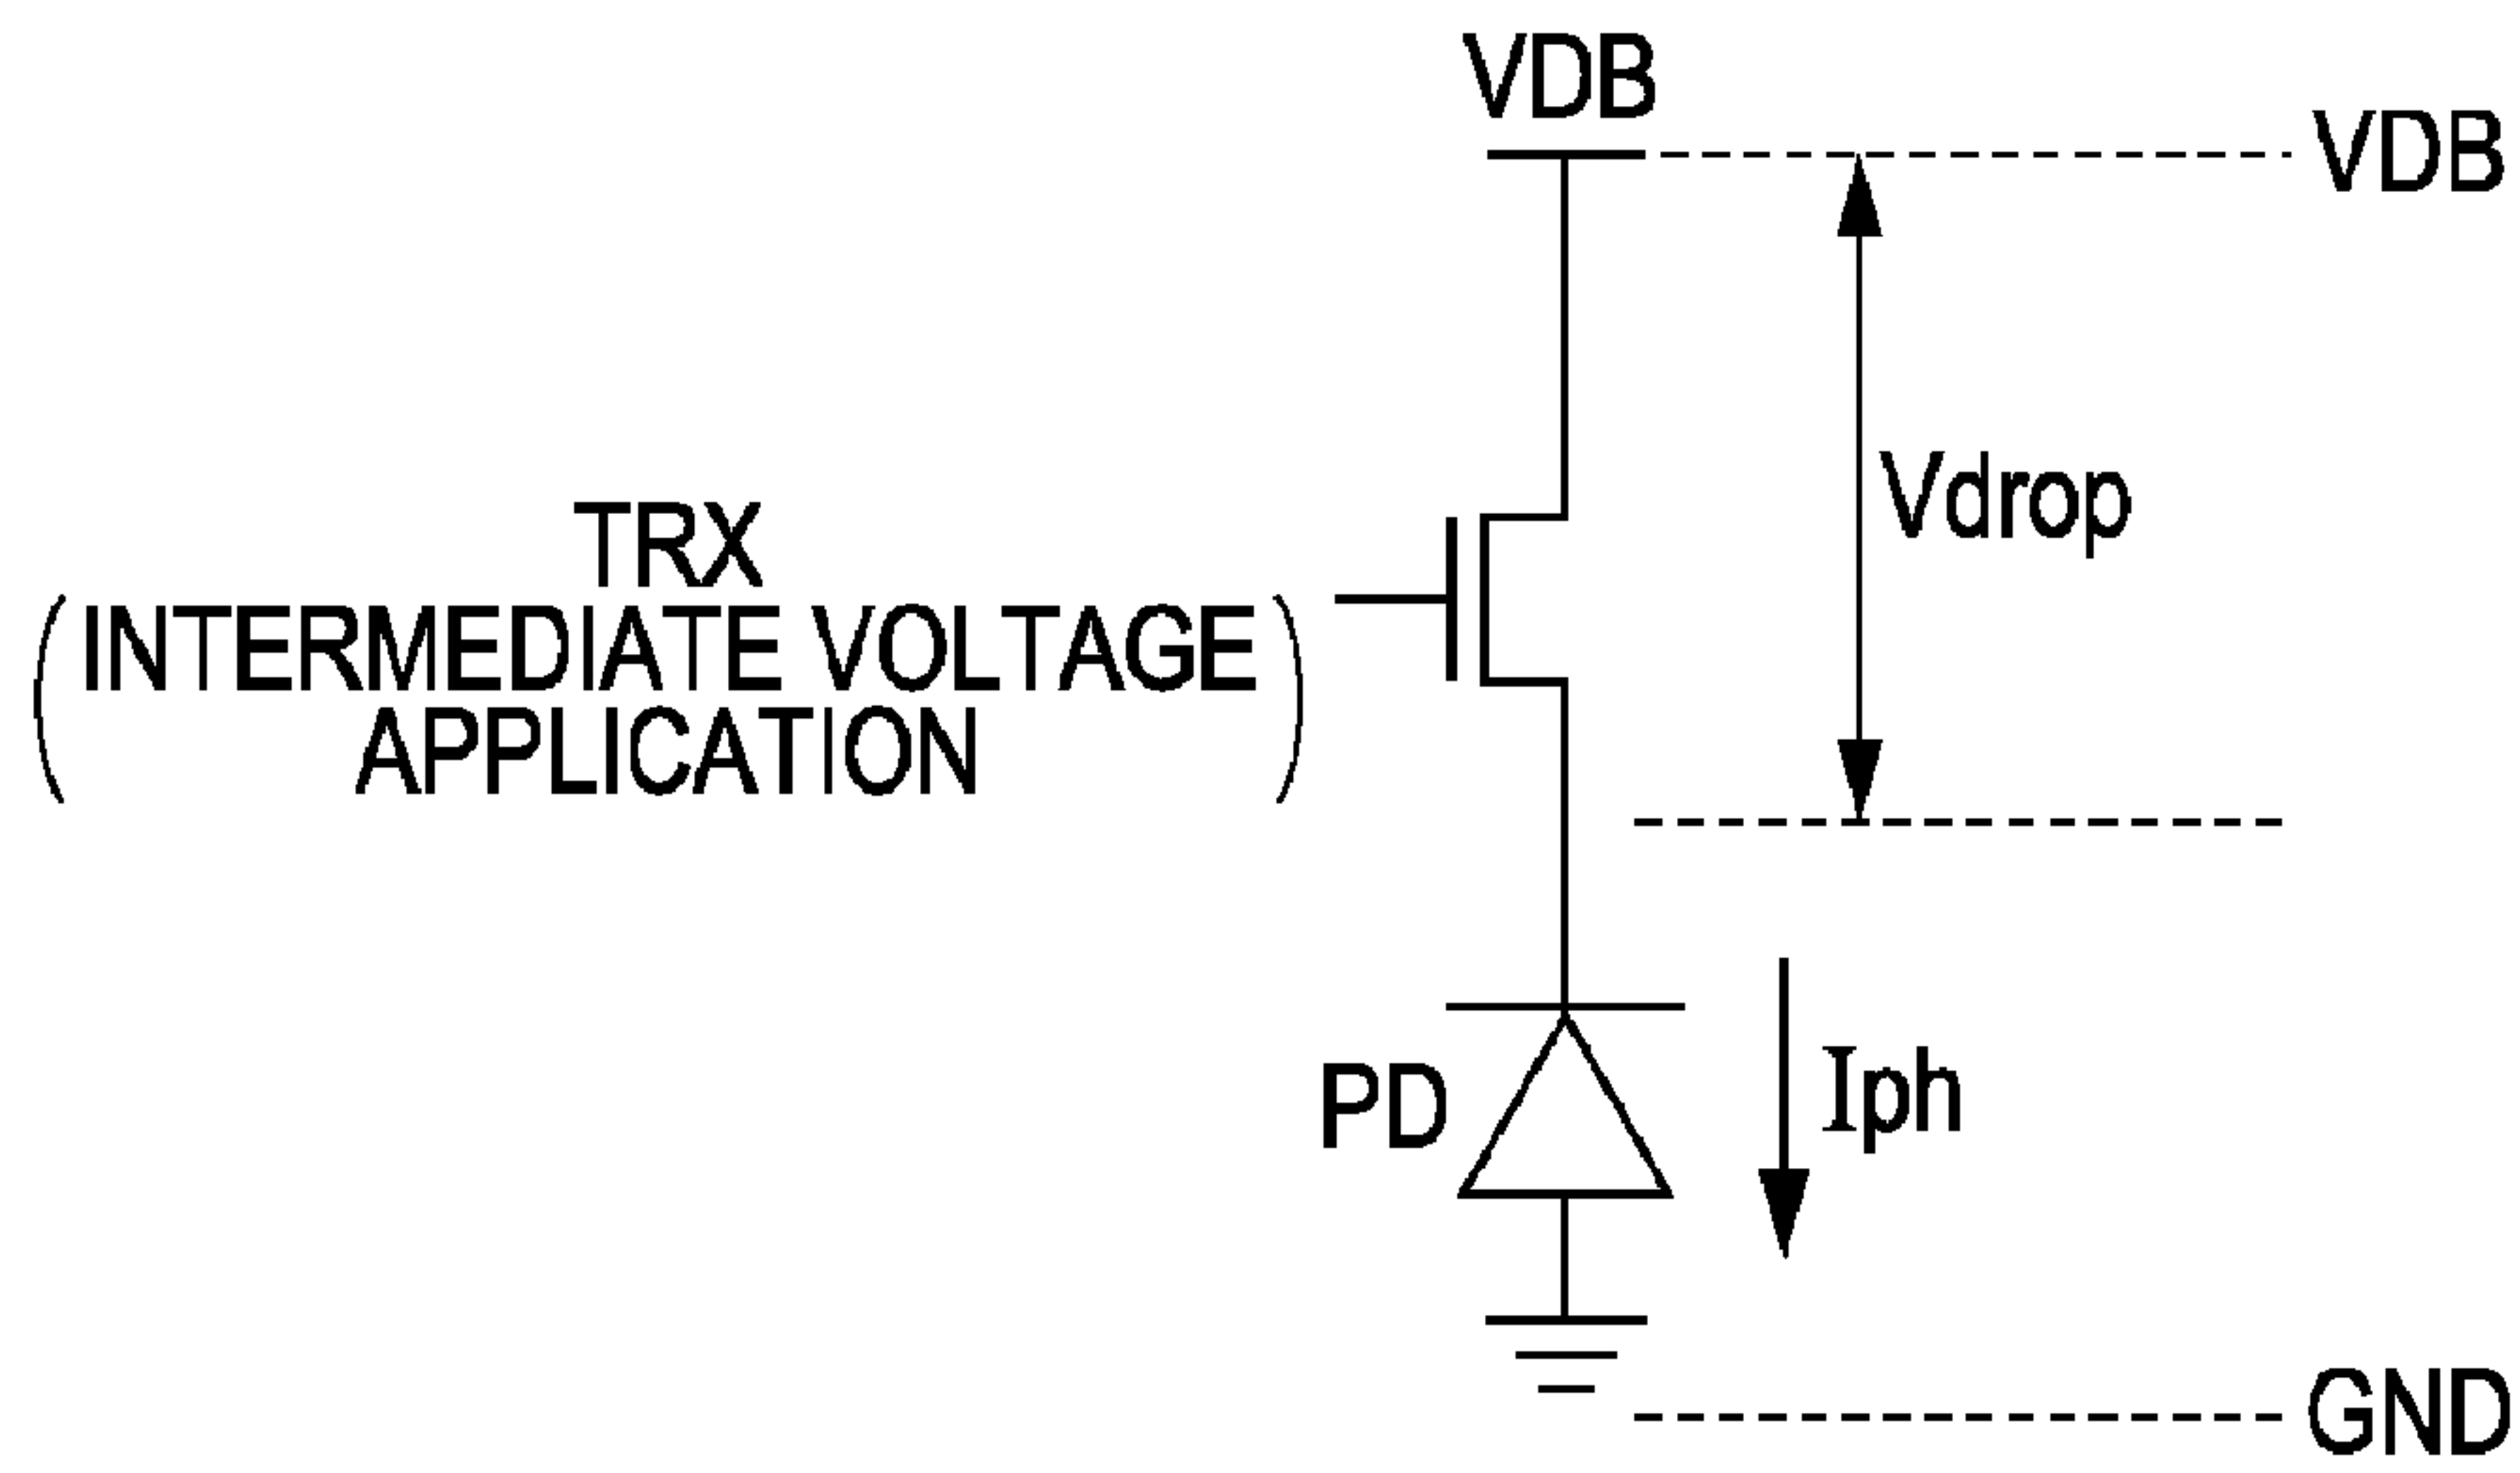 VDB
VDB
Vdrop
TRX
(INTERMEDIATE VOLTAGE
APPLICATION)
PD
Iph
GND